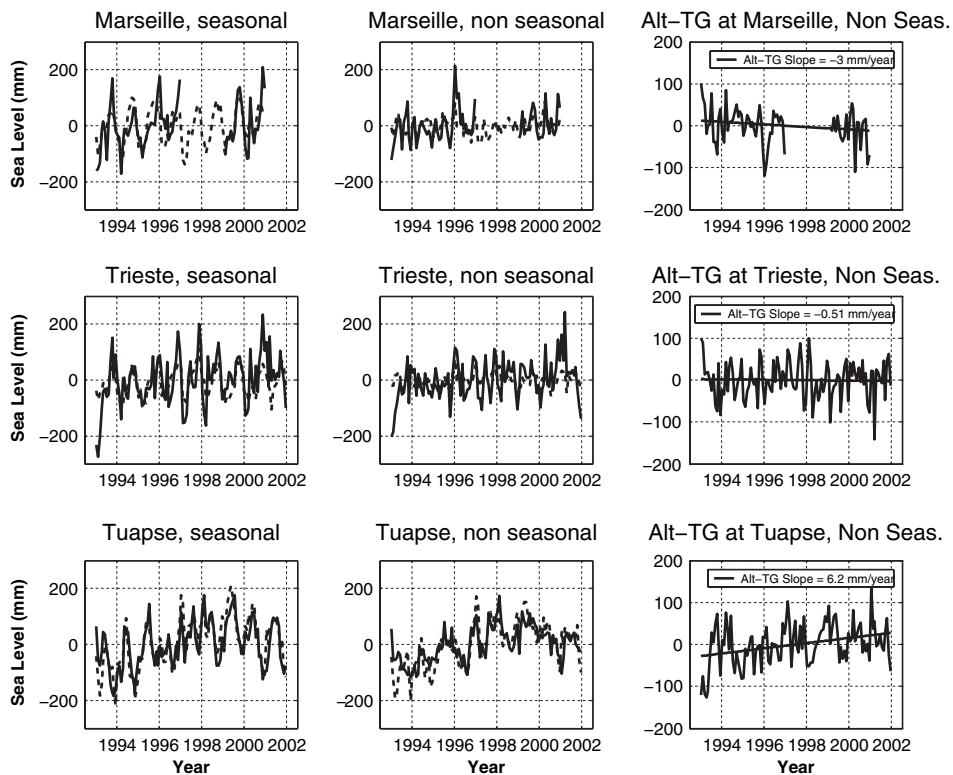 Marseille, seasonal
Marseille, non seasonal
Alt−TG at Marseille, Non Seas.
Sea Level (mm)
200
0
−200
1994 1996 1998 2000 2002
1994 1996 1998 2000 2002
200
100
0
−100
−200
Alt−TG Slope = −3 mm/year
1994 1996 1998 2000 2002
Trieste, seasonal
Trieste, non seasonal
Alt−TG at Trieste, Non Seas.
Sea Level (mm)
200
0
−200
1994 1996 1998 2000 2002
200
0
−200
1994 1996 1998 2000 2002
200
100
0
−100
−200
Alt−TG Slope = −0.51 mm/year
1994 1996 1998 2000 2002
Tuapse, seasonal
Tuapse, non seasonal
Alt−TG at Tuapse, Non Seas.
Sea Level (mm)
200
0
−200
1994 1996 1998 2000 2002
Year
200
0
−200
1994 1996 1998 2000 2002
Year
200
100
0
−100
−200
Alt−TG Slope = 6.2 mm/year
1994 1996 1998 2000 2002
Year